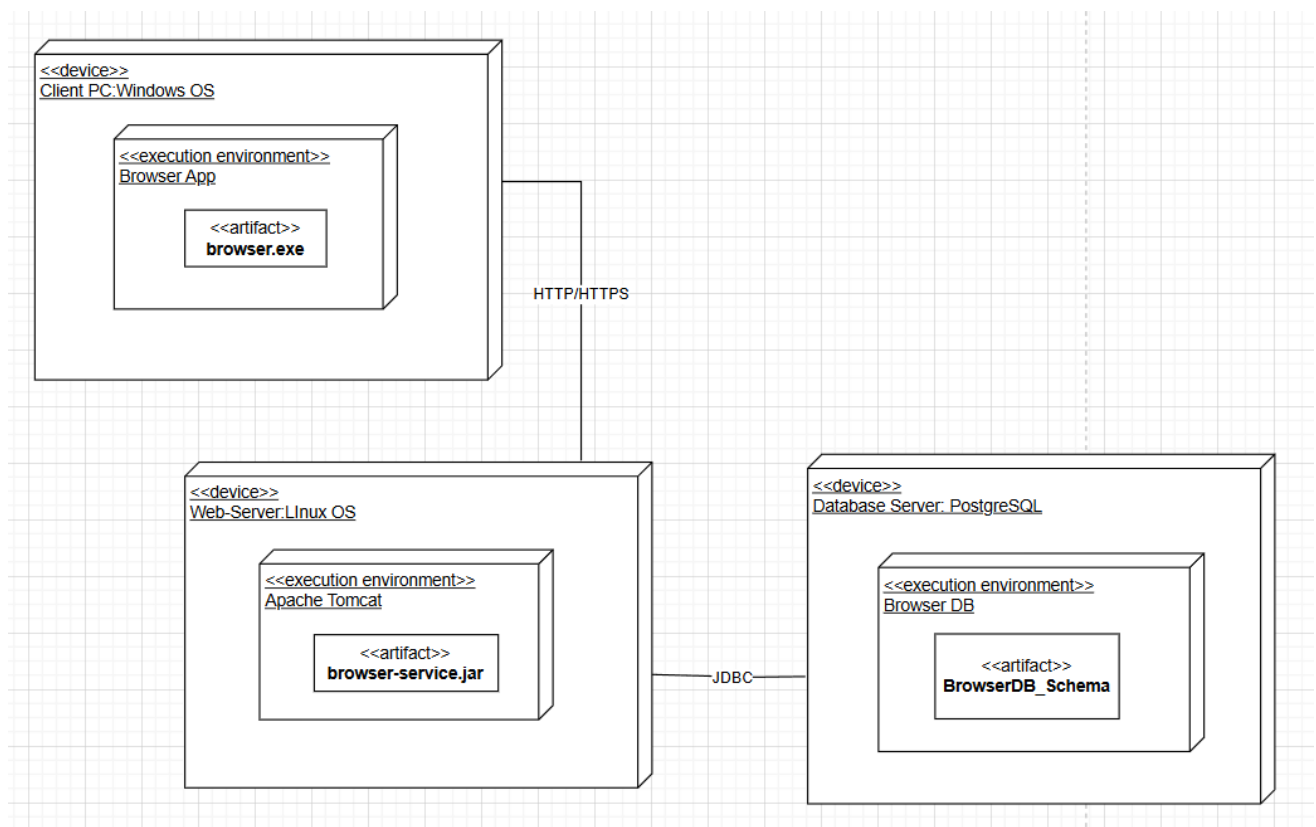 <<device>>
Client PC:Windows OS
<<execution environment>>
Browser App
<<artifact>>
browser.exe
HTTP/HTTPS
<<device>>
Web-Server:LInux OS
<<execution environment>>
Apache Tomcat
<<artifact>>
browser-service.jar
JDBC
<<device>>
Database Server: PostgreSQL
<<execution environment>>
Browser DB
<<artifact>>
BrowserDB_Schema